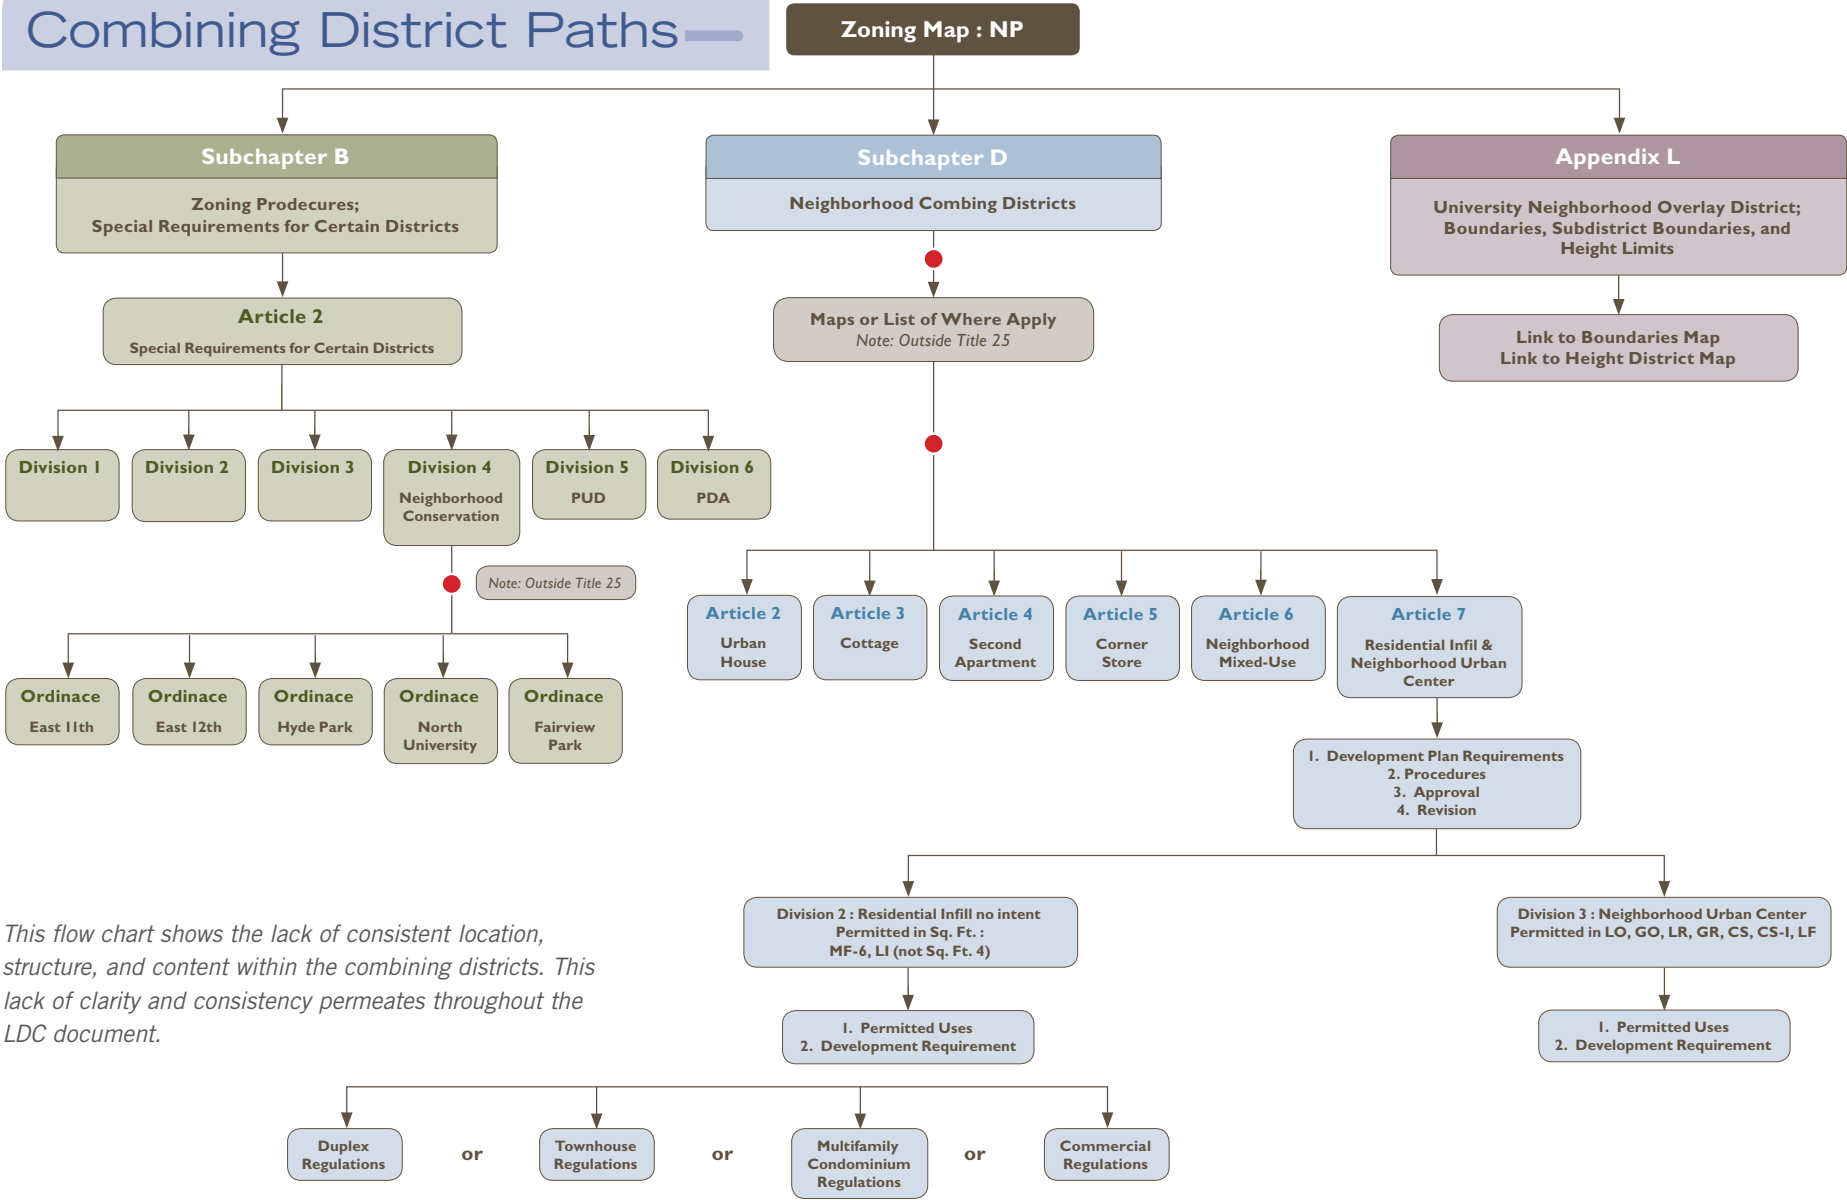 Combining District Paths
Zoning Map : NP
Subchapter B
Zoning Prodecures;
Special Requirements for Certain Districts
Subchapter D
Neighborhood Combing Districts
Appendix L
University Neighborhood Overlay District;
Boundaries, Subdistrict Boundaries, and
Height Limits
Article 2
Special Requirements for Certain Districts
Maps or List of Where Apply
Note: Outside Title 25
Link to Boundaries Map
Link to Height District Map
Division 1
Division 2
Division 3
Division 4
Neighborhood
Conservation
Division 5
PUD
Division 6
PDA
Note: Outside Title 25
Ordinace
East 11th
Ordinace
East 12th
Ordinace
Hyde Park
Ordinace
North
University
Ordinace
Fairview
Park
Article 2
Urban
House
Article 3
Cottage
Article 4
Second
Apartment
Article 5
Corner
Store
Article 6
Neighborhood
Mixed-Use
Article 7
Residential Infil &
Neighborhood Urban
Center
1. Development Plan Requirements
2. Procedures
3. Approval
4. Revision
Division 2 : Residential Infill no intent
Permitted in Sq. Ft. :
MF-6, LI (not Sq. Ft. 4)
Division 3 : Neighborhood Urban Center
Permitted in LO, GO, LR, GR, CS, CS-1, LF
1. Permitted Uses
2. Development Requirement
1. Permitted Uses
2. Development Requirement
This flow chart shows the lack of consistent location,
structure, and content within the combining districts. This
lack of clarity and consistency permeates throughout the
LDC document.
Duplex
Regulations
or
Townhouse
Regulations
or
Multifamily
Condominium
Regulations
or
Commercial
Regulations